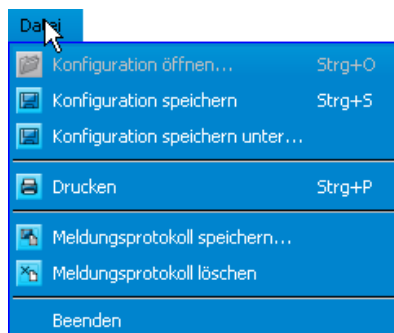 Datei
Konfiguration öffnen... Strg+O
Konfiguration speichern Strg+S
Konfiguration speichern unter...
Drucken Strg+P
Meldungsprotokoll speichern...
Meldungsprotokoll löschen
Beenden